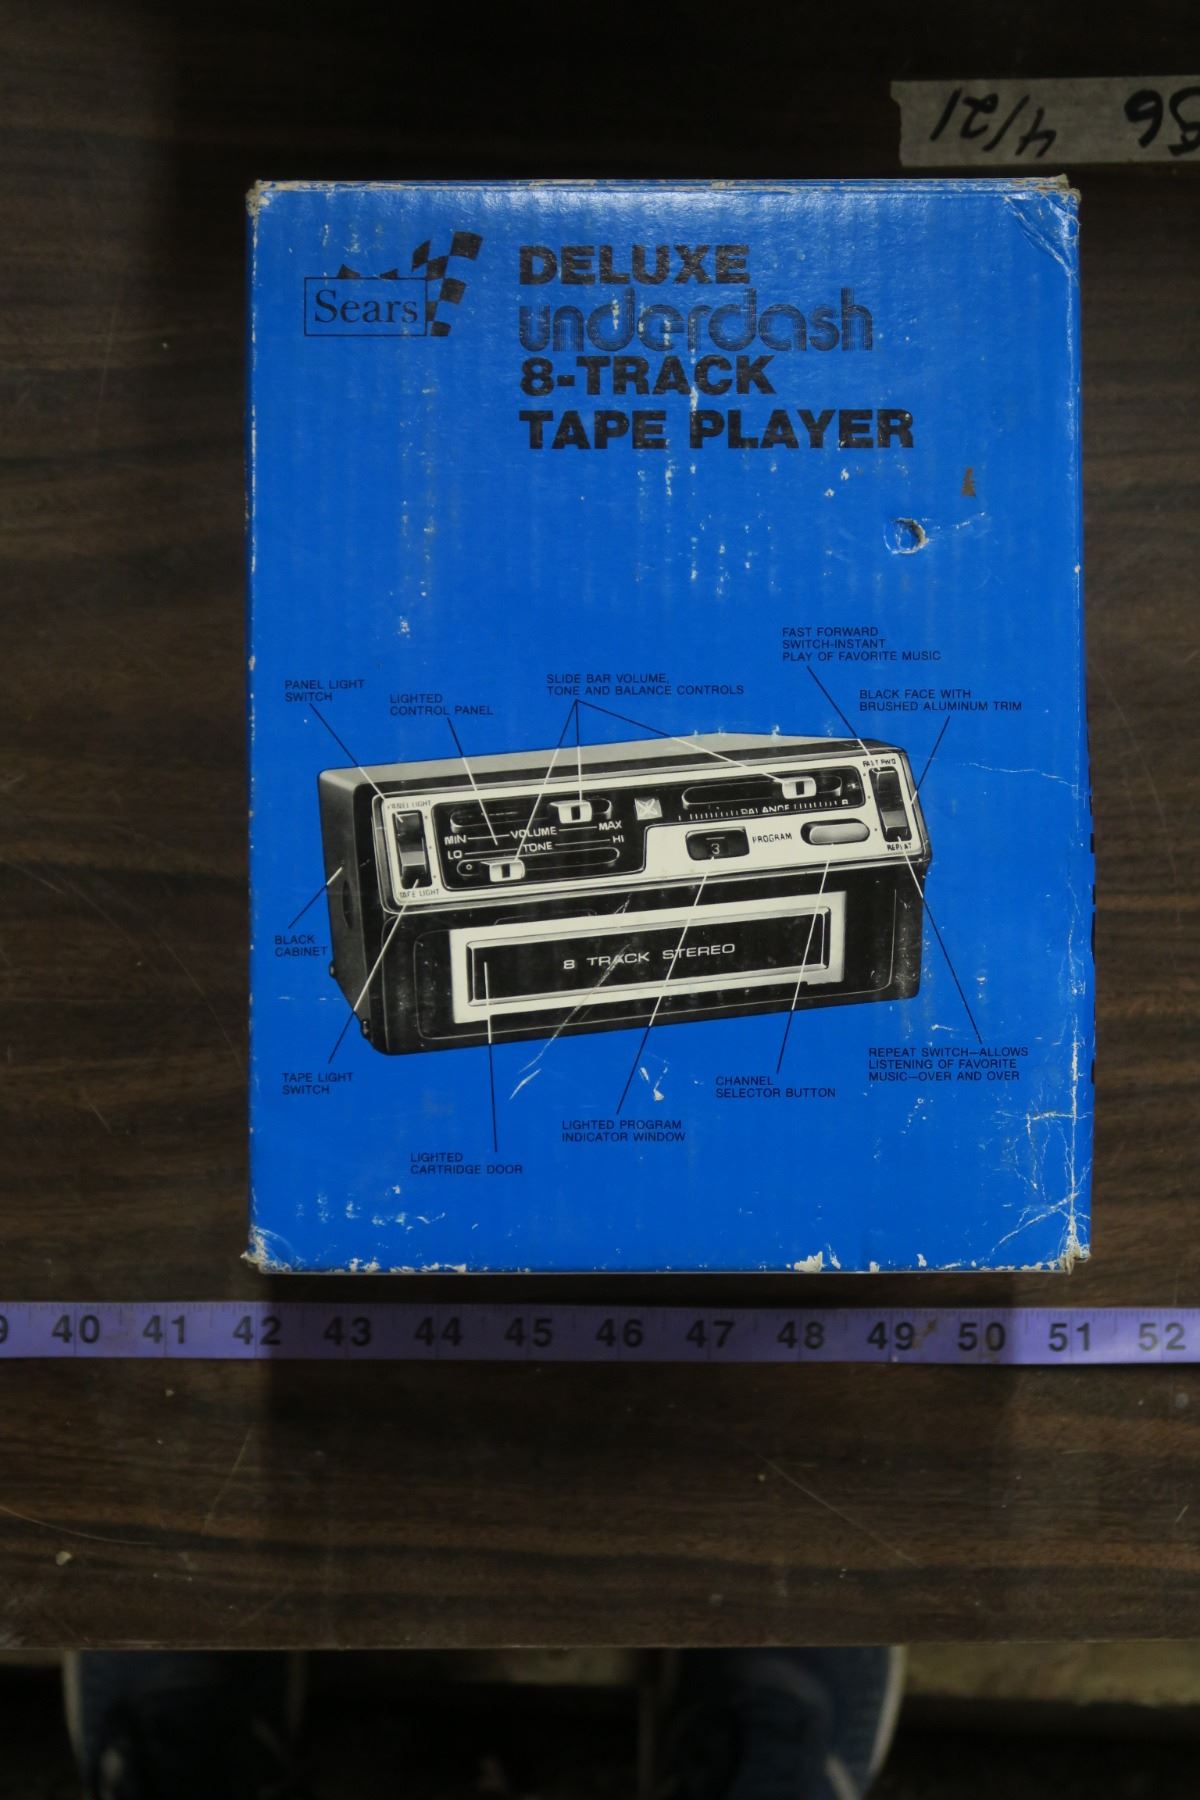 4/21
Sears
DELUXE
underdash
8-TRACK
TAPE PLAYER
FAST FORWARD
SWITCH-INSTANT
PLAY OF FAVORITE MUSIC
PANEL LIGHT
SWITCH
LIGHTED
CONTROL PANEL
SLIDE BAR VOLUME,
TONE AND BALANCE CONTROLS
BLACK FACE WITH
BRUSHED ALUMINUM TRIM
PANEL LIGHT
FAST FWD
MIN VOLUME MAX
LO TONE HI
BALANCE R
3
PROGRAM
REPEAT
TAPE LIGHT
8 TRACK STEREO
BLACK
CABINET
TAPE LIGHT
SWITCH
CHANNEL
SELECTOR BUTTON
REPEAT SWITCH—ALLOWS
LISTENING OF FAVORITE
MUSIC—OVER AND OVER
LIGHTED PROGRAM
INDICATOR WINDOW
LIGHTED
CARTRIDGE DOOR
40 41 42 43 44 45 46 47 48 49 50 51 52